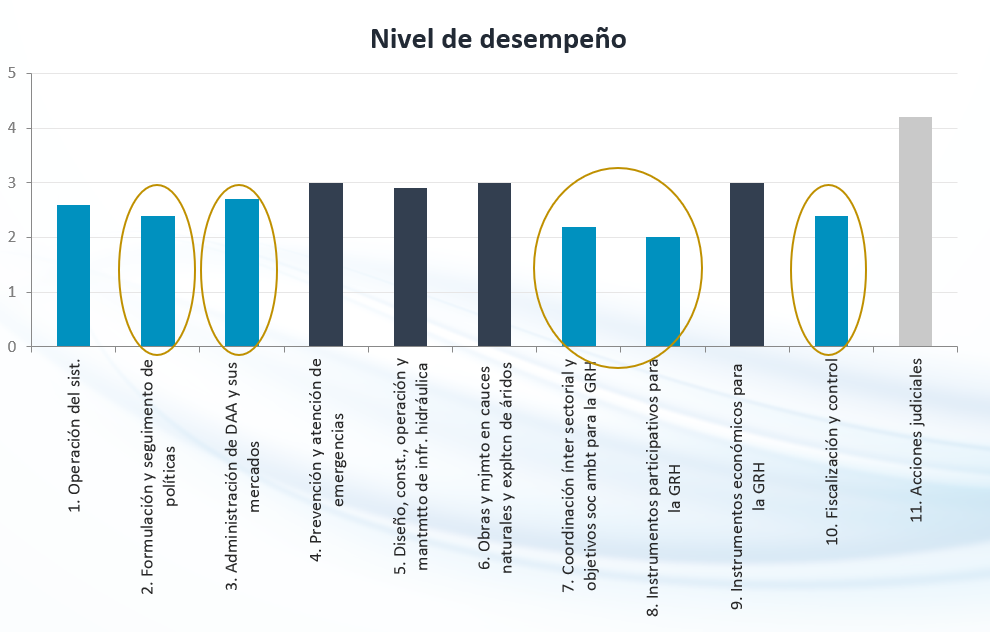 Nivel de desempeño
5
4
3
2
1
0
1. Operación del sist.
2. Formulación y seguimento de
políticas
3. Administración de DAA y sus
mercados
4. Prevención y atención de
emergencias
5. Diseño, const., operación y
mantmtto de infr. hidráulica
6. Obras y mjmto en cauces
naturales y explton de áridos
7. Coordinación ínter sectorial y
objetivos soc ambt para la GRH
8. Instrumentos participativos para
la GRH
9. Instrumentos económicos para
la GRH
10. Fiscalización y control
11. Acciones judiciales